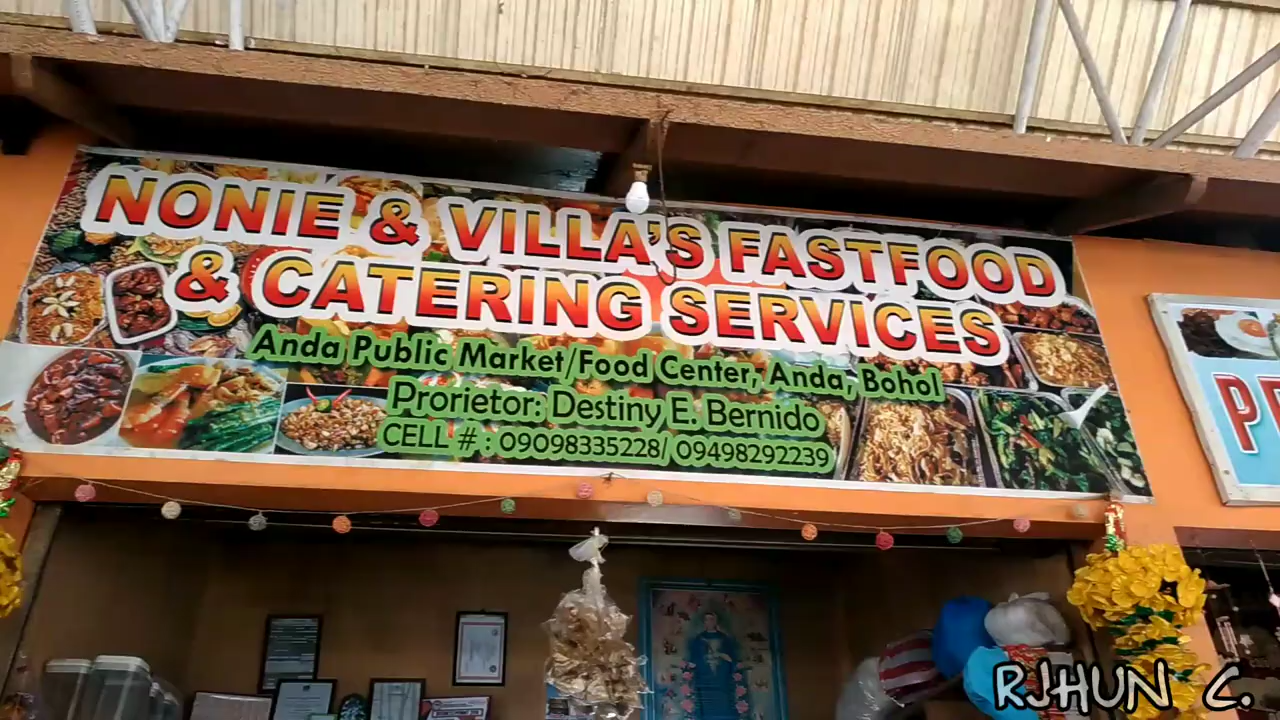 NONIE & VILLA'S FASTFOOD
& CATERING SERVICES
Anda Public Market/Food Center, Anda, Bohol
Prorietor: Destiny E. Bernido
CELL # : 09098335228/ 09498292239
RJHUN C.